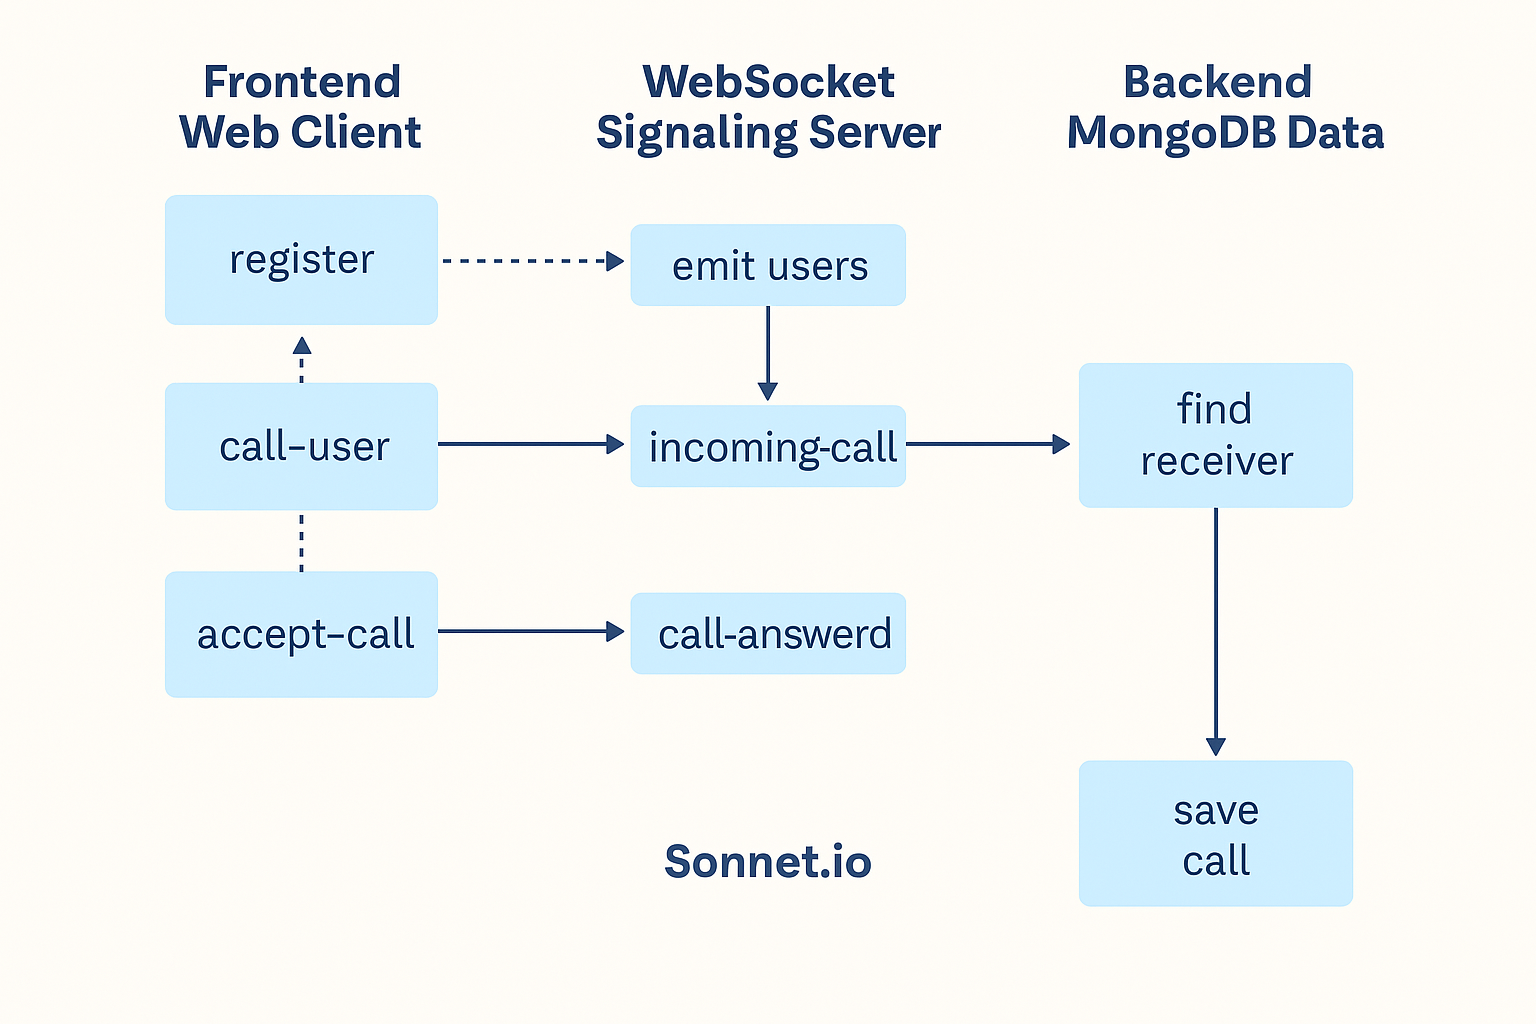 Frontend
Web Client
WebSocket
Signaling Server
Backend
MongoDB Data
register
emit users
call-user
incoming-call
find
receiver
accept-call
call-answerd
save
call
Sonnet.io